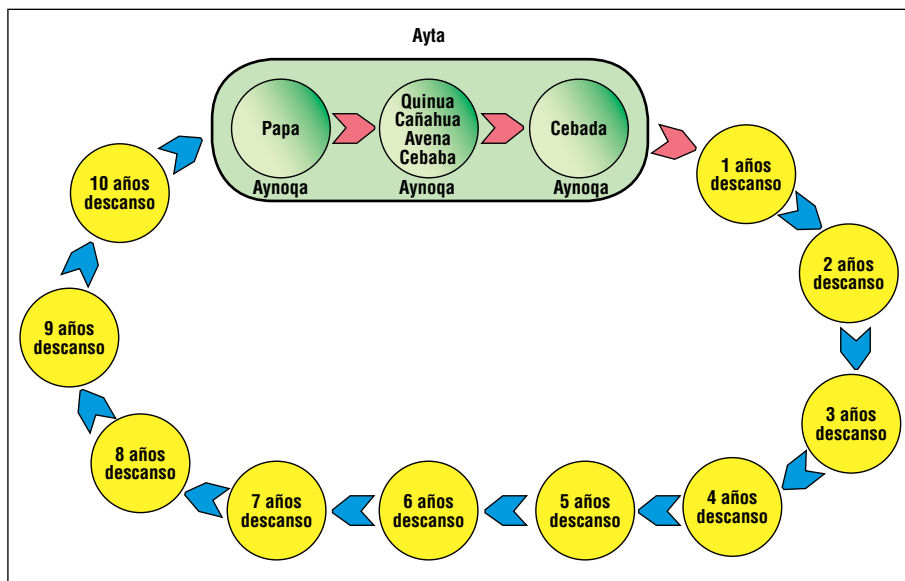 Ayta
Papa
Quinua
Cañahua
Avena
Cebaba
Cebada
Aynoqa
Aynoqa
Aynoqa
1 años
descanso
2 años
descanso
3 años
descanso
4 años
descanso
5 años
descanso
6 años
descanso
7 años
descanso
8 años
descanso
9 años
descanso
10 años
descanso